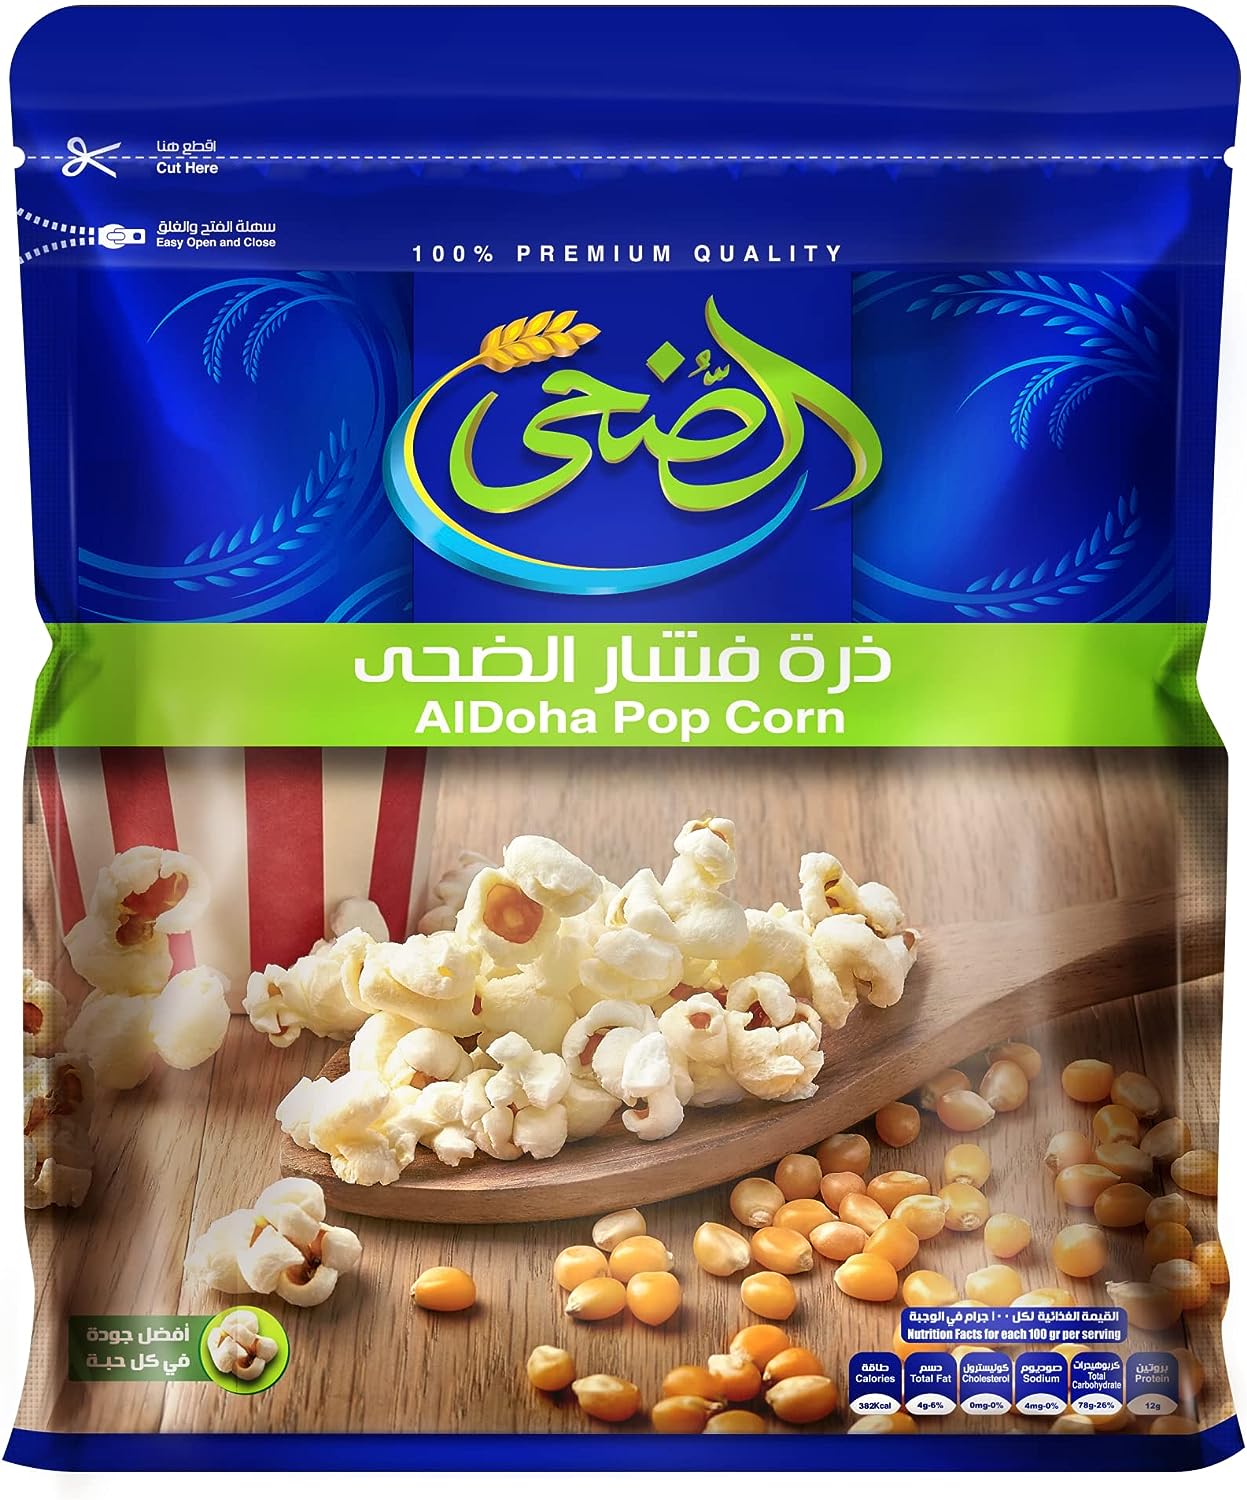 اقطع هنا
Cut Here
سهلة الفتح والغلق
Easy Open and Close
100% PREMIUM QUALITY
الضُّحى
ذرة فشار الضحى
AlDoha Pop Corn
أفضل جودة
في كل حبة
القيمة الغذائية لكل ١٠٠ جرام في الوجبة
Nutrition Facts for each 100 gr per serving
طاقة
Calories
382Kcal
دسم
Total Fat
4g-6%
كوليسترول
Cholesterol
0mg-0%
صوديوم
Sodium
4mg-0%
كربوهيدرات
Total
Carbohydrate
78g-26%
بروتين
Protein
12g